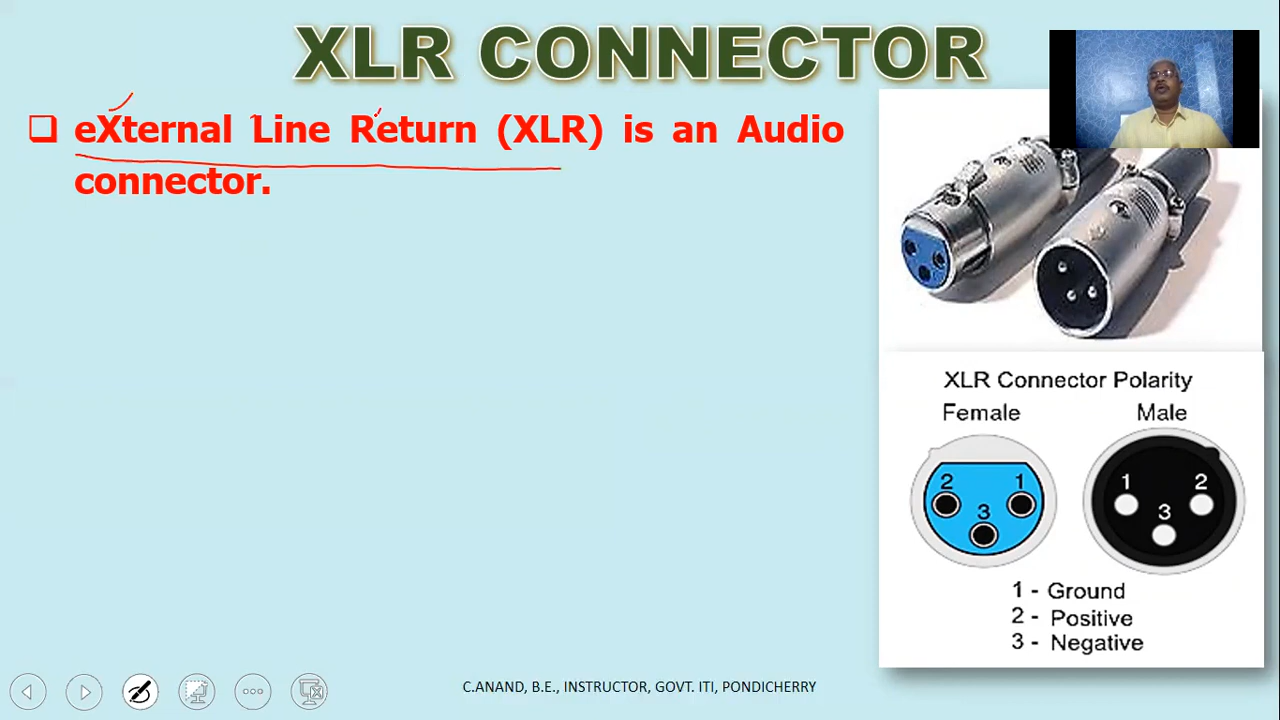 XLR CONNECTOR
eXternal Line Return (XLR) is an Audio
connector.
XLR Connector Polarity
Female Male
2 1
3
1 2
3
1 - Ground
2 - Positive
3 - Negative
C.ANAND, B.E., INSTRUCTOR, GOVT. ITI, PONDICHERRY